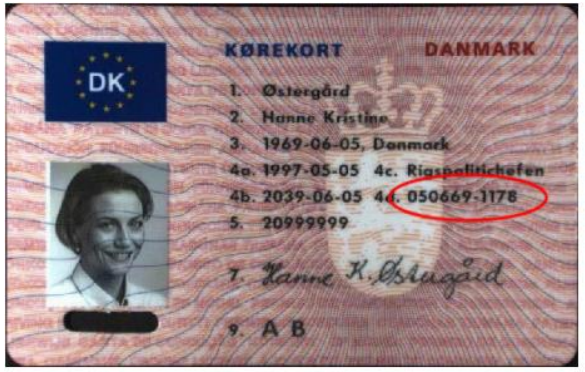 DK
KØREKORT DANMARK
1. Østergård
2. Hanne Kristine
3. 1969-06-05, Danmark
4a. 1997-05-05 4c. Rigspolitichefen
4b. 2039-06-05 4d. 050669-1178
5. 20999999
7. Hanne K. Østergård
9. A B